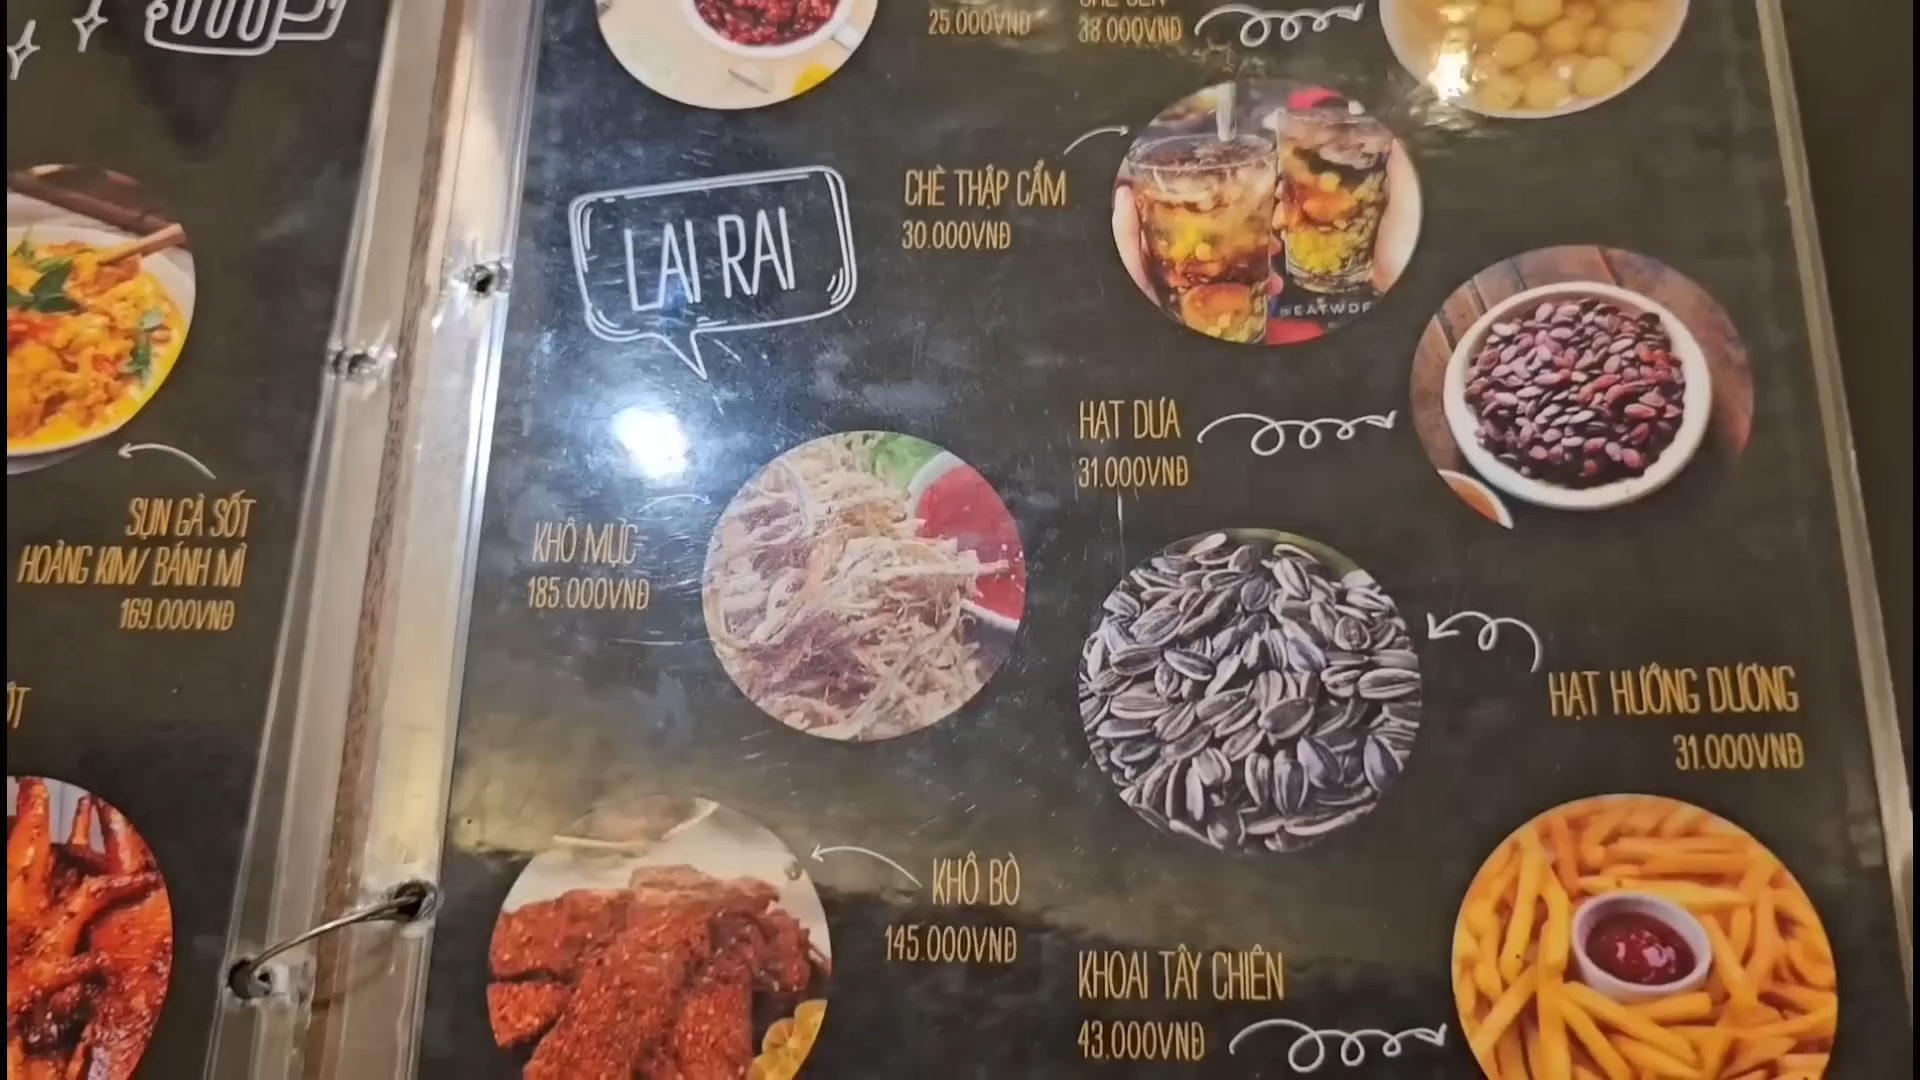 SỤN GÀ SỐT
HOÀNG KIM/ BÁNH MÌ
169.000VNĐ
25.000VNĐ
38.000VNĐ
CHÈ THẬP CẨM
30.000VNĐ
LAI RAI
HẠT DƯA
31.000VNĐ
KHÔ MỰC
185.000VNĐ
HẠT HƯỚNG DƯƠNG
31.000VNĐ
KHÔ BÒ
145.000VNĐ
KHOAI TÂY CHIÊN
43.000VNĐ